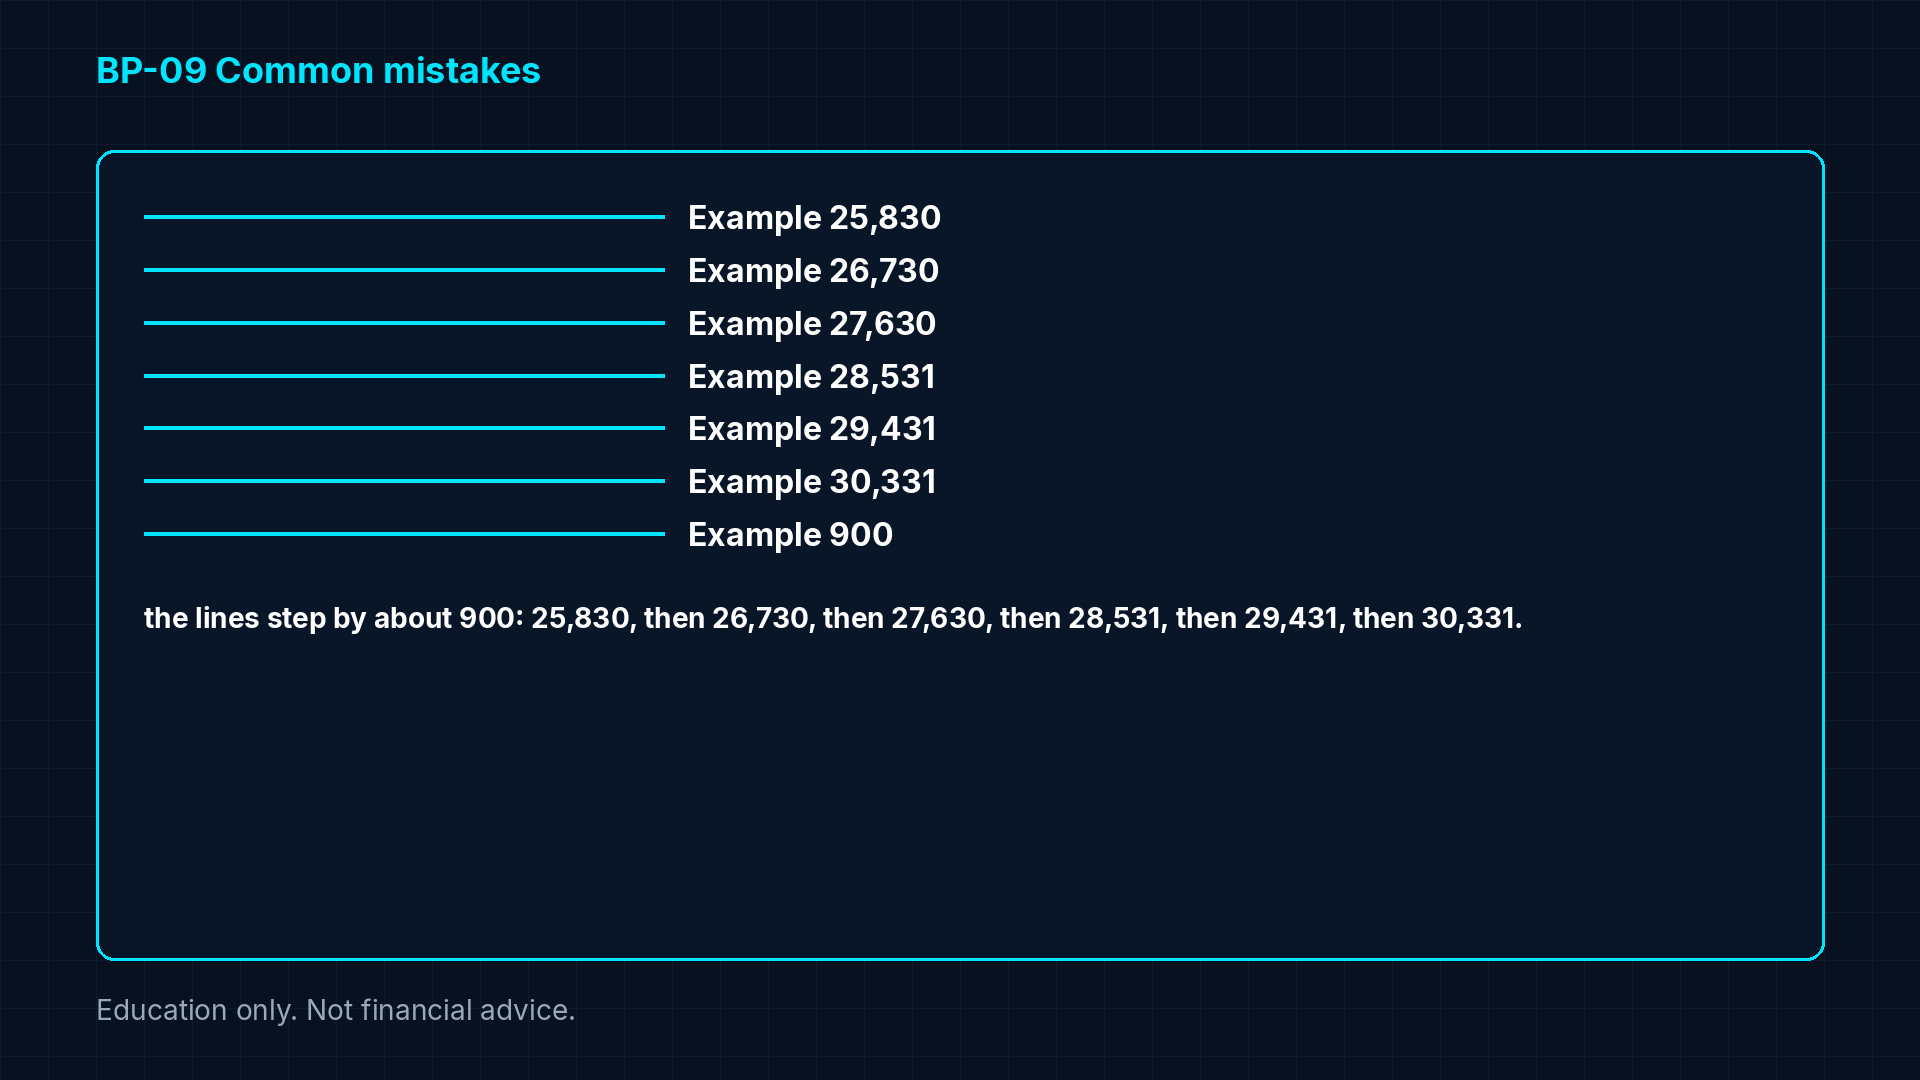 BP-09 Common mistakes
Example 25,830
Example 26,730
Example 27,630
Example 28,531
Example 29,431
Example 30,331
Example 900
the lines step by about 900: 25,830, then 26,730, then 27,630, then 28,531, then 29,431, then 30,331.
Education only. Not financial advice.